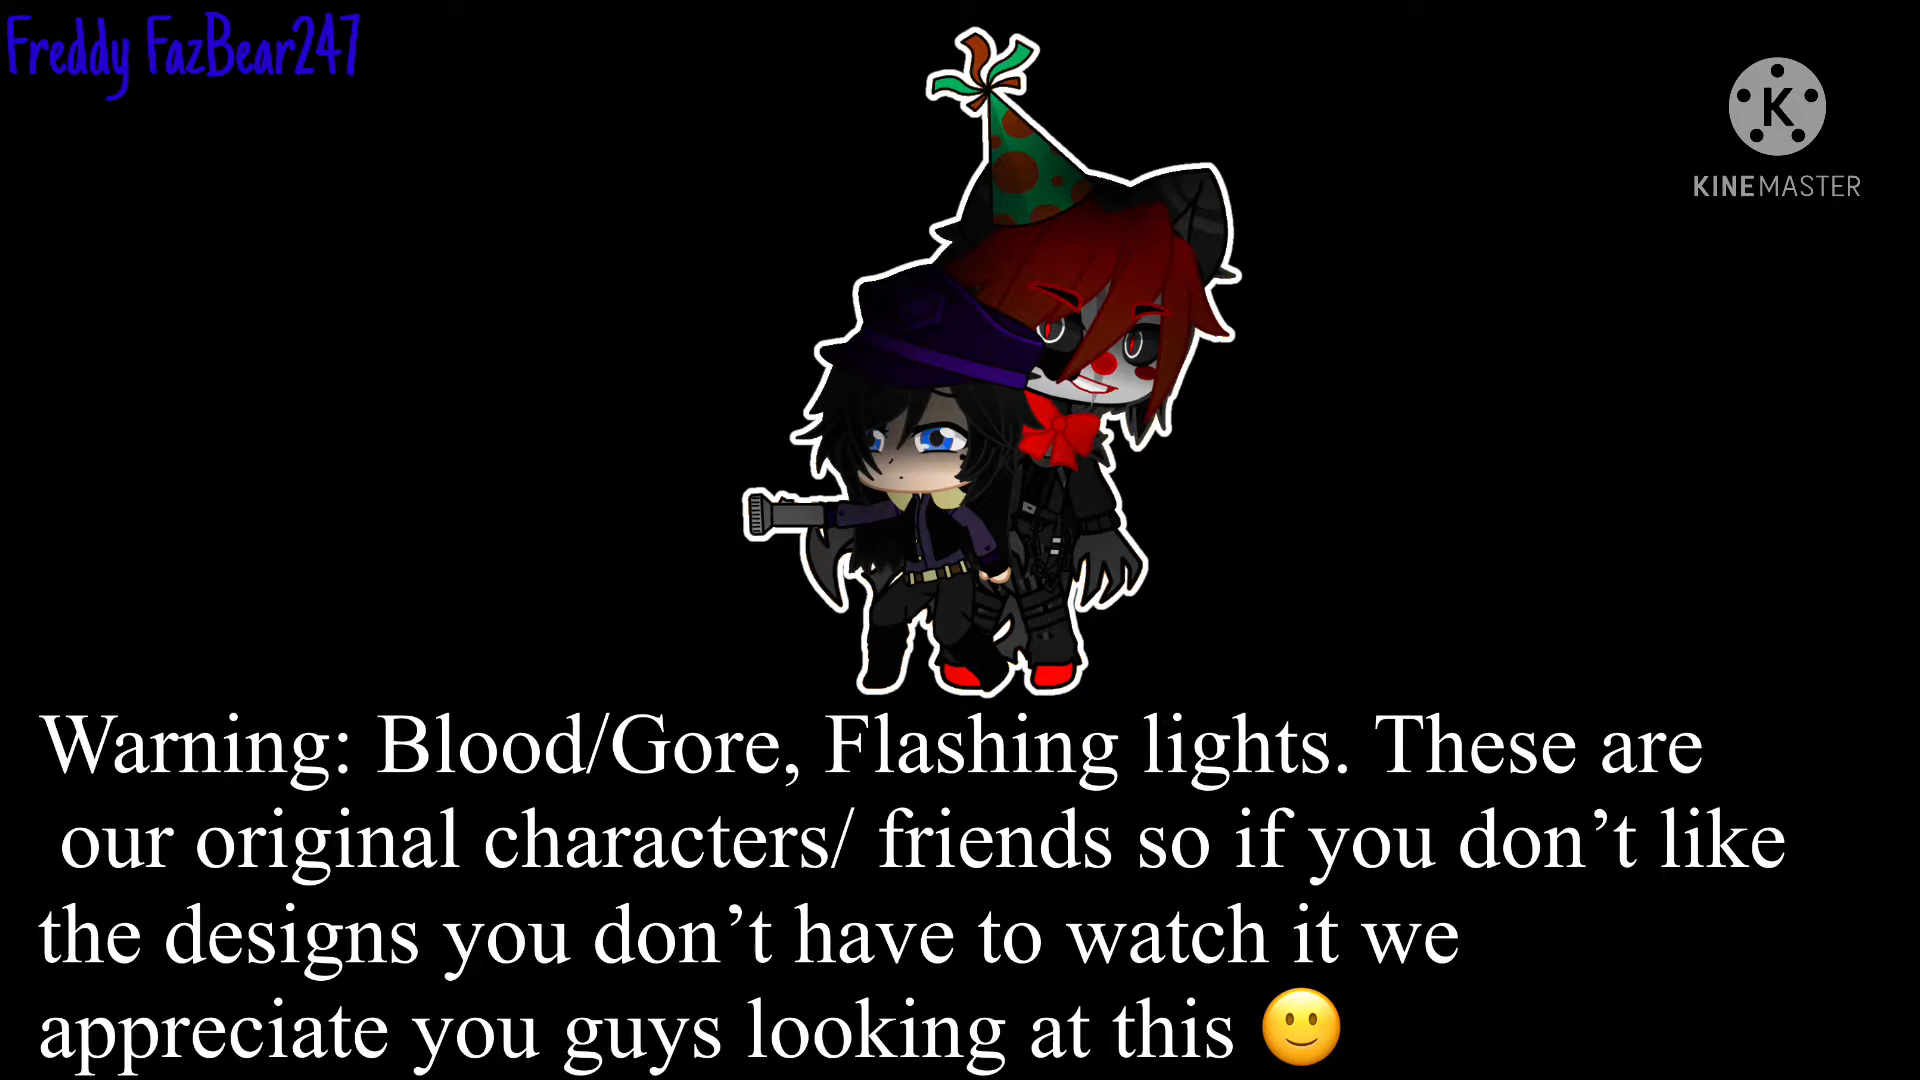 Freddy FazBear247
K
KINEMASTER
Warning: Blood/Gore, Flashing lights. These are
our original characters/ friends so if you don’t like
the designs you don’t have to watch it we
appreciate you guys looking at this 🙂